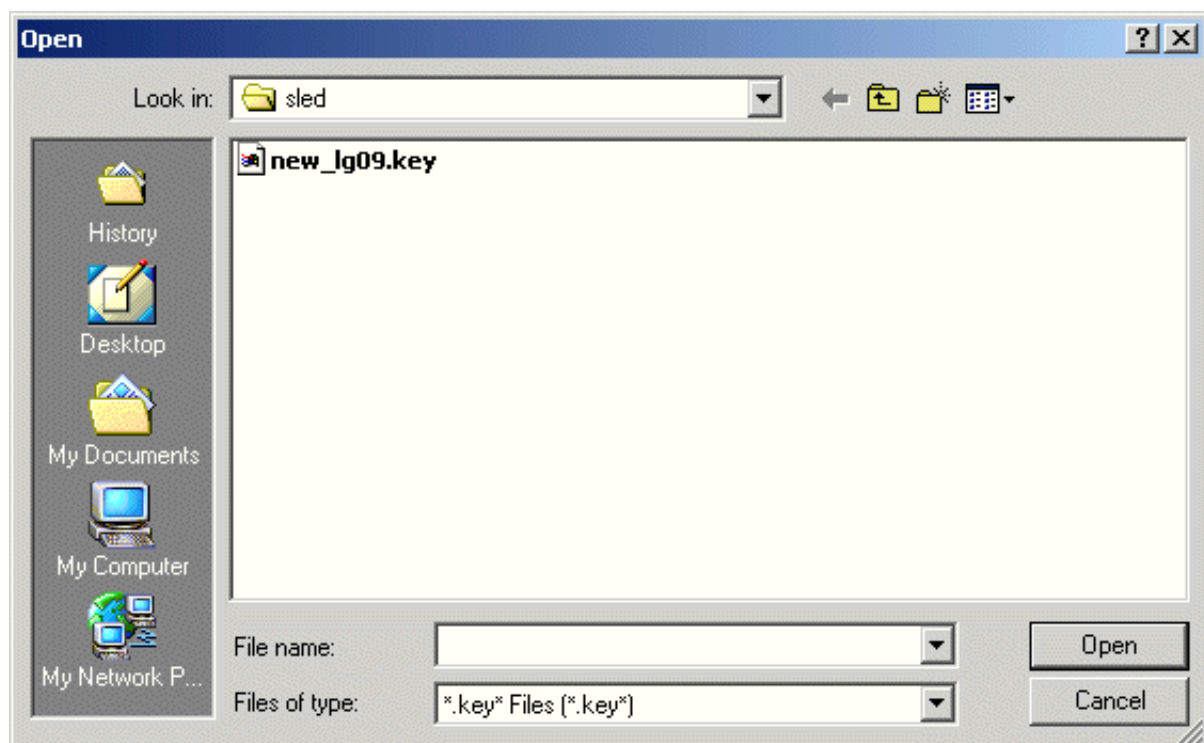 Open
Look in: sled
new_lg09.key
History
Desktop
My Documents
My Computer
My Network P...
File name:
Open
Files of type: *.key* Files (*.key*)
Cancel